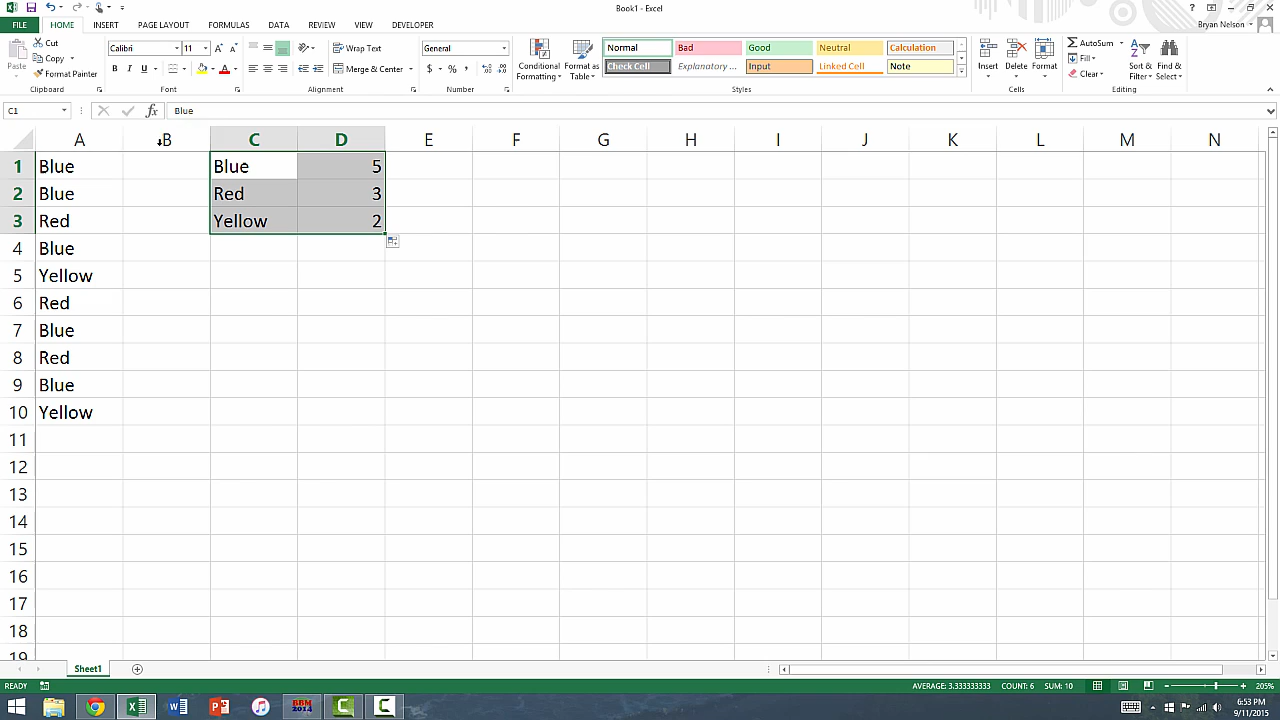 Book1 - Excel
FILE HOME INSERT PAGE LAYOUT FORMULAS DATA REVIEW VIEW DEVELOPER Bryan Nelson
Paste Cut Copy Format Painter Clipboard
Calibri 11 B I U A Font
Wrap Text Merge & Center Alignment
General $ % , Number
Conditional Formatting Format as Table
Normal Bad Good Neutral Calculation
Check Cell Explanatory ... Input Linked Cell Note
Styles
Insert Delete Format Cells
AutoSum Fill Clear Sort & Filter Find & Select Editing
C1 fx Blue
A B C D E F G H I J K L M N
1 Blue Blue 5
2 Blue Red 3
3 Red Yellow 2
4 Blue
5 Yellow
6 Red
7 Blue
8 Red
9 Blue
10 Yellow
11
12
13
14
15
16
17
18
19
Sheet1
READY AVERAGE: 3.333333333 COUNT: 6 SUM: 10 205%
BBM 2014 6:53 PM
9/11/2015